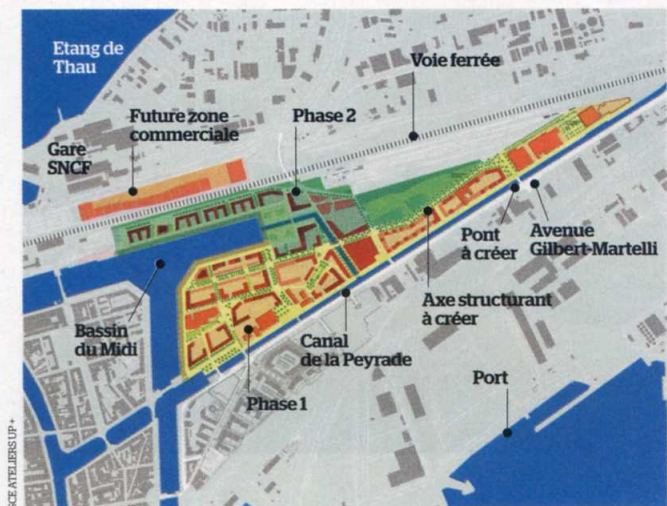 Etang de
Thau
Voie ferrée
Future zone
commerciale
Phase 2
Gare
SNCF
Pont
à créer
Avenue
Gilbert-Martelli
Axe structurant
à créer
Bassin
du Midi
Canal
de la Peyrade
Port
Phase 1
SCE ATELIERS UP +